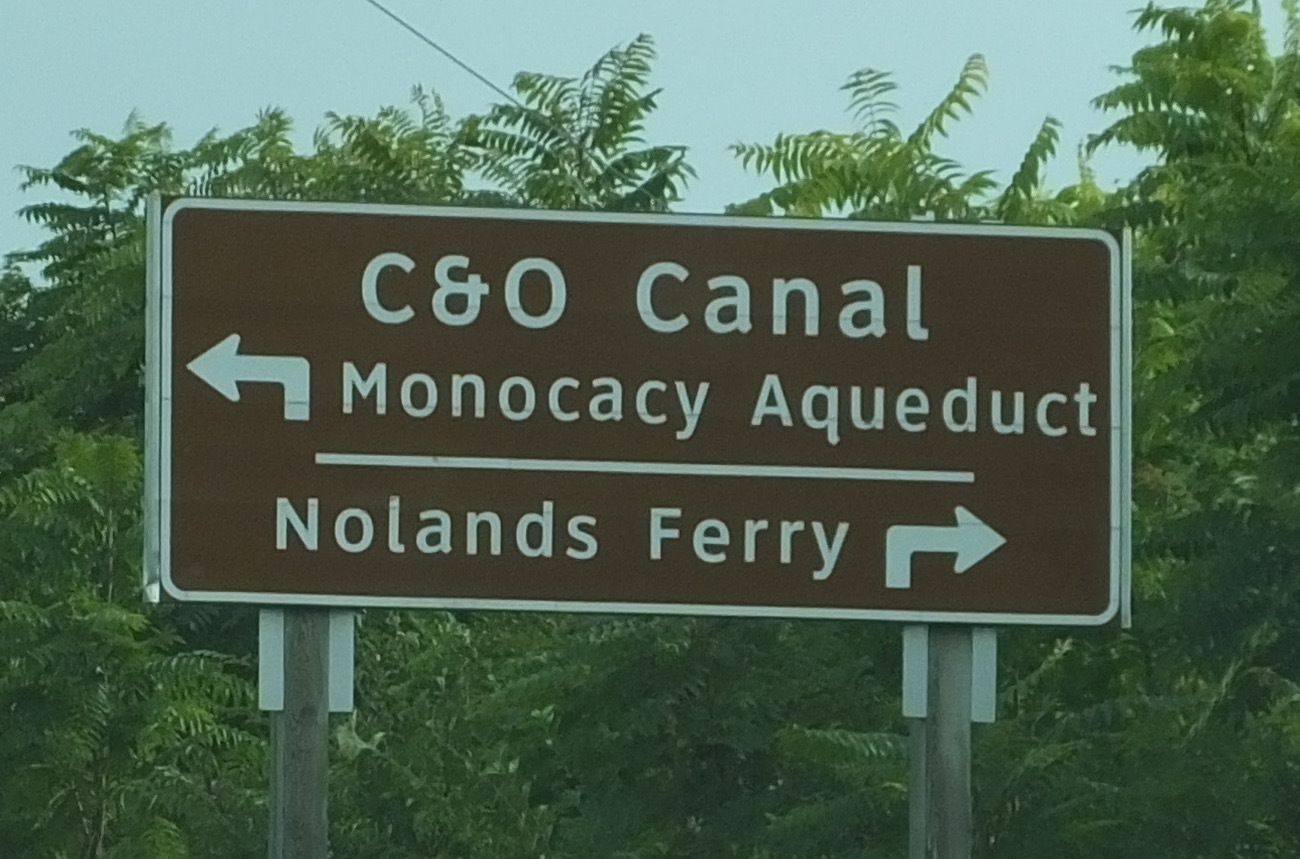 C&O Canal
Monocacy Aqueduct
Nolands Ferry